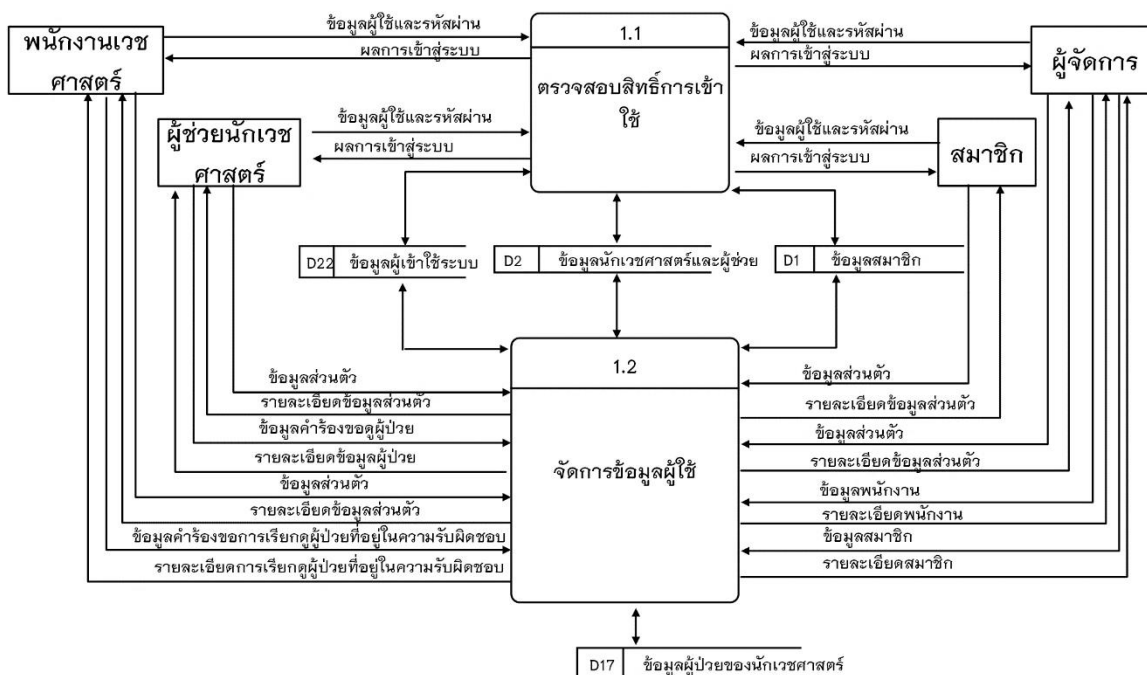 ข้อมูลผู้ใช้และรหัสผ่าน
1.1
ข้อมูลผู้ใช้และรหัสผ่าน
พนักงานเวช
ศาสตร์
ผลการเข้าสู่ระบบ
ผลการเข้าสู่ระบบ
ผู้จัดการ
ตรวจสอบสิทธิ์การเข้า
ใช้
ข้อมูลผู้ใช้และรหัสผ่าน
ข้อมูลผู้ใช้และรหัสผ่าน
ผู้ช่วยนักเวช
ศาสตร์
ผลการเข้าสู่ระบบ
ผลการเข้าสู่ระบบ
สมาชิก
D22 ข้อมูลผู้เข้าใช้ระบบ
D2 ข้อมูลนักเวชศาสตร์และผู้ช่วย
D1 ข้อมูลสมาชิก
1.2
จัดการข้อมูลผู้ใช้
ข้อมูลส่วนตัว
รายละเอียดข้อมูลส่วนตัว
ข้อมูลคำร้องขอดูผู้ป่วย
รายละเอียดข้อมูลผู้ป่วย
ข้อมูลส่วนตัว
รายละเอียดข้อมูลส่วนตัว
ข้อมูลคำร้องขอการเรียกดูผู้ป่วยที่อยู่ในความรับผิดชอบ
รายละเอียดการเรียกดูผู้ป่วยที่อยู่ในความรับผิดชอบ
ข้อมูลส่วนตัว
รายละเอียดข้อมูลส่วนตัว
ข้อมูลส่วนตัว
รายละเอียดข้อมูลส่วนตัว
ข้อมูลพนักงาน
รายละเอียดพนักงาน
ข้อมูลสมาชิก
รายละเอียดสมาชิก
D17 ข้อมูลผู้ป่วยของนักเวชศาสตร์